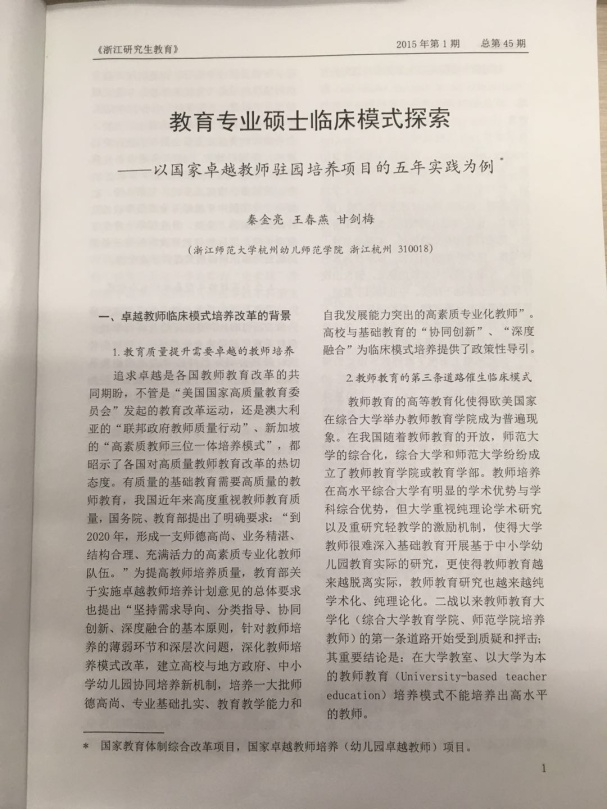 《浙江研究生教育》
2015 年第 1 期 总第 45 期
教育专业硕士临床模式探索
——以国家卓越教师驻园培养项目的五年实践为例*
秦金亮 王春燕 甘剑梅
(浙江师范大学杭州幼儿师范学院 浙江杭州 310018)
一、卓越教师临床模式培养改革的背景
1.教育质量提升需要卓越的教师培养
追求卓越是各国教师教育改革的共
同期盼，不管是“美国国家高质量教育委
员会”发起的教育改革运动，还是澳大利
亚的“联邦政府教师质量行动”、新加坡
的“高素质教师三位一体培养模式”，都
昭示了各国对高质量教师教育改革的热切
态度。有质量的基础教育需要高质量的教
师教育，我国近年来高度重视教师教育质
量，国务院、教育部提出了明确要求：“到
2020 年，形成一支师德高尚、业务精湛、
结构合理、充满活力的高素质专业化教师
队伍。”为提高教师培养质量，教育部关
于实施卓越教师培养计划意见的总体要求
也提出“坚持需求导向、分类指导、协同
创新、深度融合的基本原则，针对教师培
养的薄弱环节和深层次问题，深化教师培
养模式改革，建立高校与地方政府、中小
学幼儿园协同培养新机制，培养一大批师
德高尚、专业基础扎实、教育教学能力和
自我发展能力突出的高素质专业化教师”。
高校与基础教育的“协同创新”、“深度
融合”为临床模式培养提供了政策性导引。
2.教师教育的第三条道路催生临床模式
教师教育的高等教育化使得欧美国家
在综合大学举办教师教育学院成为普遍现
象。在我国随着教师教育的开放，师范大
学的综合化，综合大学和师范大学纷纷成
立了教师教育学院或教育学部。教师培养
在高水平综合大学有明显的学术优势与学
科综合优势，但大学重视纯理论学术研究
以及重研究轻教学的激励机制，使得大学
教师很难深入基础教育开展基于中小学幼
儿园教育实际的研究，更使得教师教育越
来越脱离实际，教师教育研究也越来越纯
学术化、纯理论化。二战以来教师教育大
学化（综合大学教育学院、师范学院培养
教师）的第一条道路开始受到质疑和抨击；
其重要结论是：在大学教室、以大学为本
的教师教育（University-based teacher
education）培养模式不能培养出高水平
的教师。
* 国家教育体制综合改革项目，国家卓越教师培养（幼儿园卓越教师）项目。
1